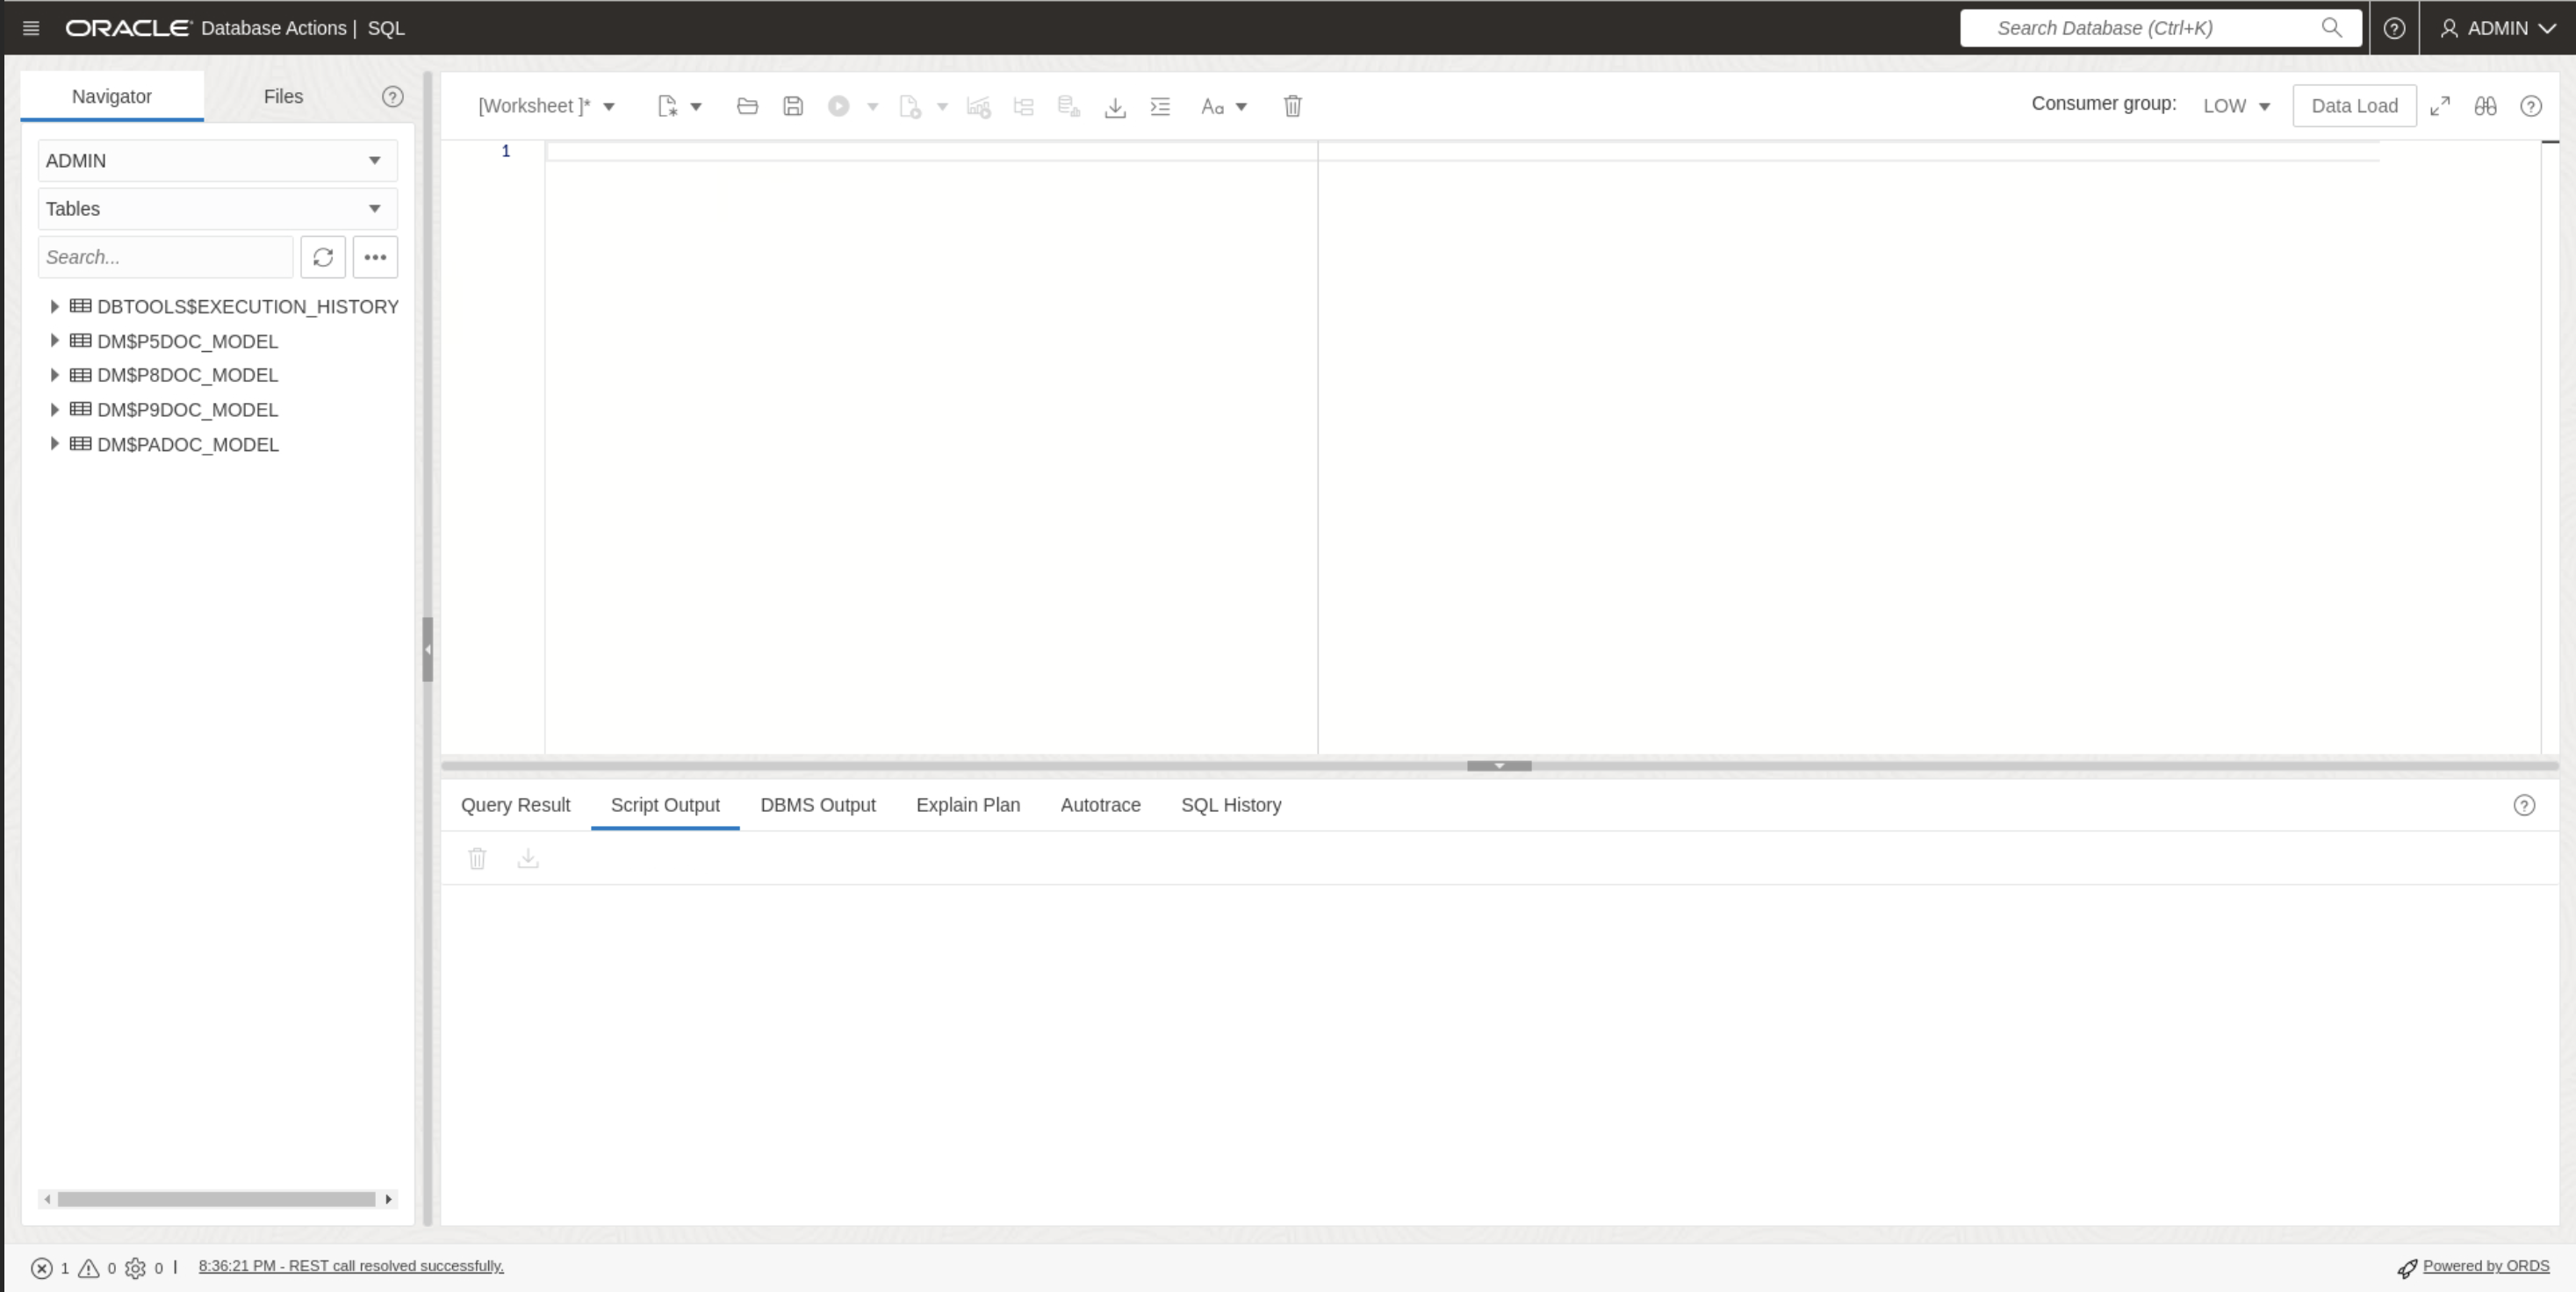 ORACLE Database Actions | SQL
Search Database (Ctrl+K)
ADMIN
Navigator
Files
ADMIN
Tables
Search...
DBTOOLS$EXECUTION_HISTORY
DM$P5DOC_MODEL
DM$P8DOC_MODEL
DM$P9DOC_MODEL
DM$PADOC_MODEL
[Worksheet ]*
Aa
Consumer group: LOW
Data Load
1
Query Result
Script Output
DBMS Output
Explain Plan
Autotrace
SQL History
1 0 0 | 8:36:21 PM - REST call resolved successfully.
Powered by ORDS